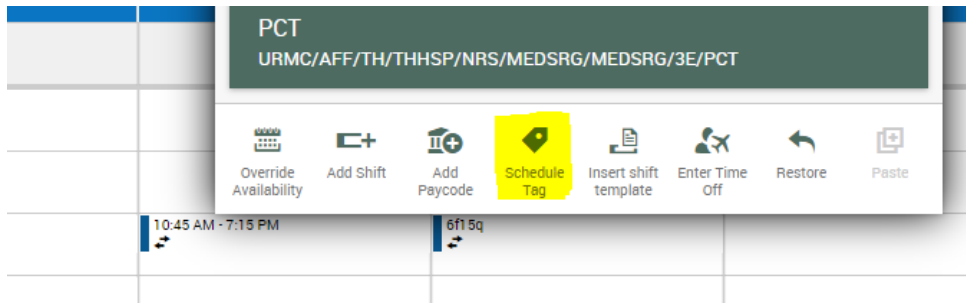 PCT
URMC/AFF/TH/THHSP/NRS/MEDSRG/MEDSRG/3E/PCT
Override Availability
Add Shift
Add Paycode
Schedule Tag
Insert shift template
Enter Time Off
Restore
Paste
10:45 AM - 7:15 PM
6f15q